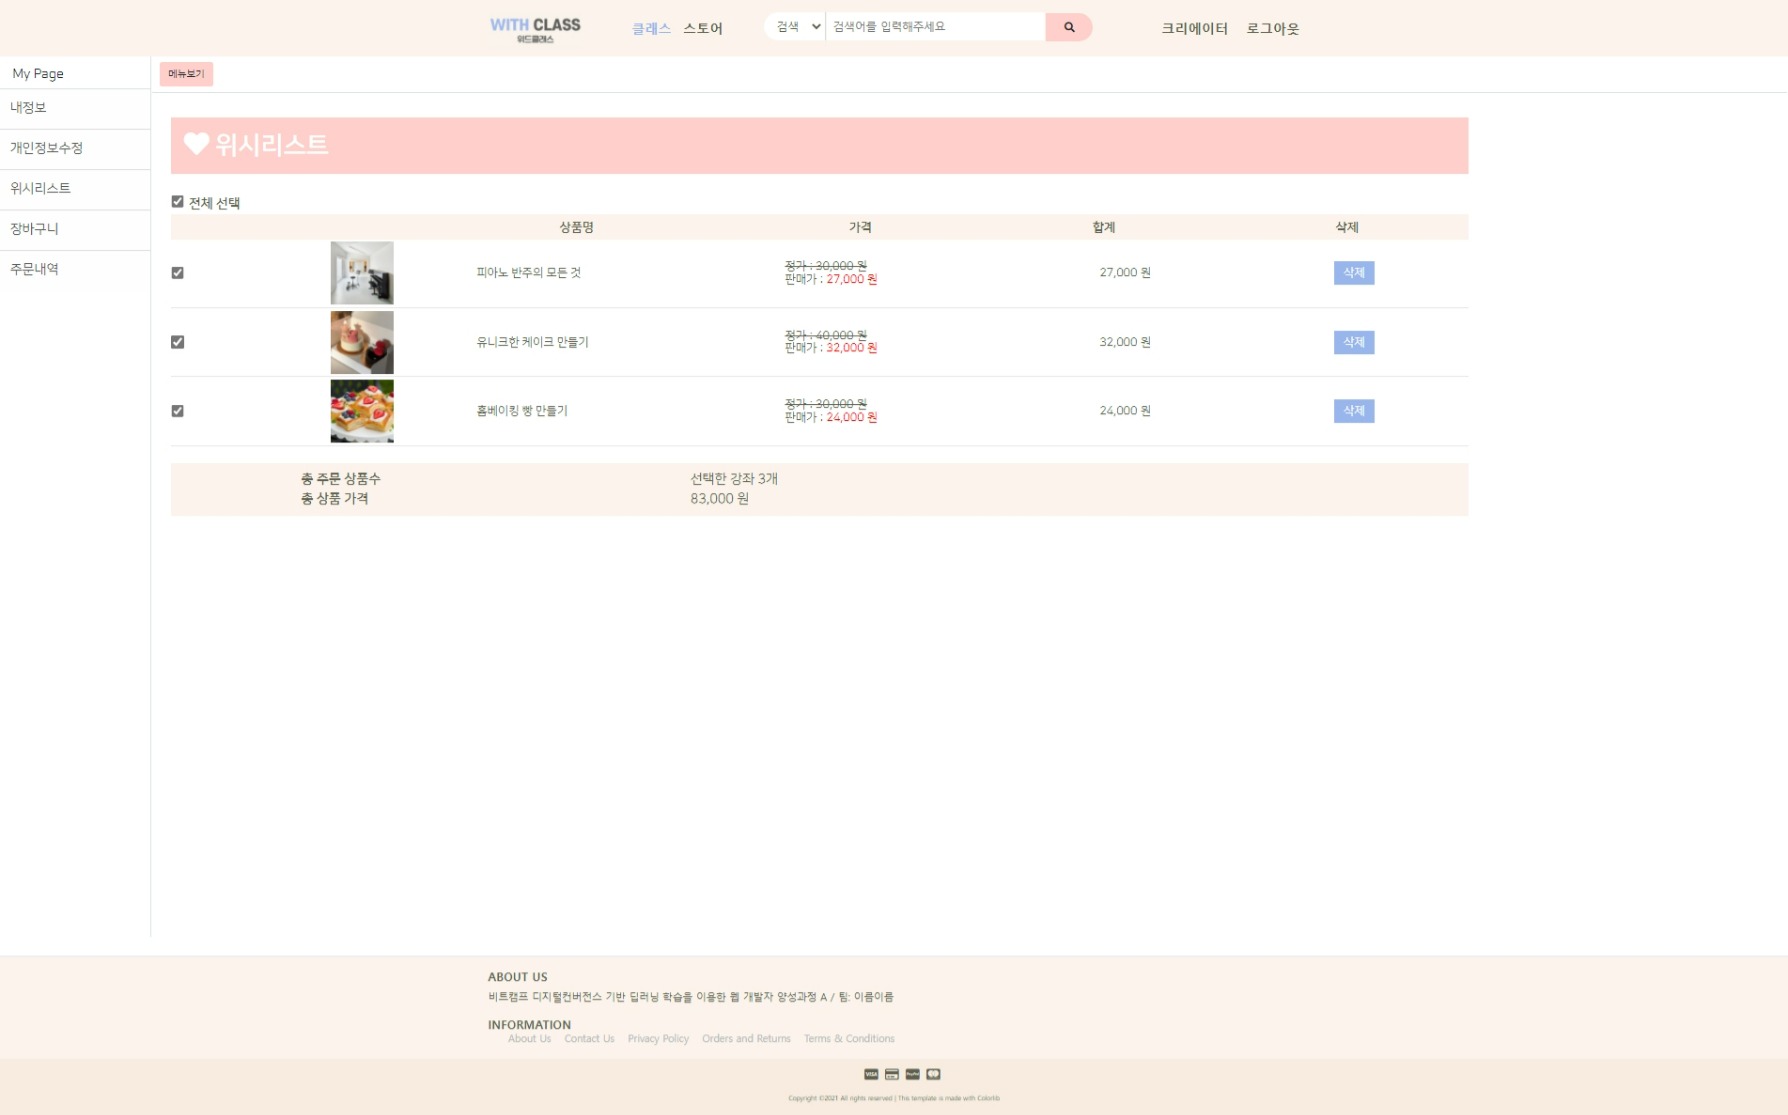 WITH CLASS
위드클래스
클래스 스토어
검색 검색어를 입력해주세요
크리에이터 로그아웃
My Page
메뉴보기
내정보
개인정보수정
위시리스트
장바구니
주문내역
위시리스트
전체 선택
상품명 가격 합계 삭제
피아노 반주의 모든 것
정가 : 30,000 원
판매가 : 27,000 원
27,000 원
삭제
유니크한 케이크 만들기
정가 : 40,000 원
판매가 : 32,000 원
32,000 원
삭제
홈베이킹 빵 만들기
정가 : 30,000 원
판매가 : 24,000 원
24,000 원
삭제
총 주문 상품수 선택한 강좌 3개
총 상품 가격 83,000 원
ABOUT US
비트캠프 디지털컨버전스 기반 딥러닝 학습을 이용한 웹 개발자 양성과정 A / 팀: 이름이름
INFORMATION
About Us Contact Us Privacy Policy Orders and Returns Terms & Conditions
VISA PayPal
Copyright ©2021 All rights reserved | This template is made with Colorlib